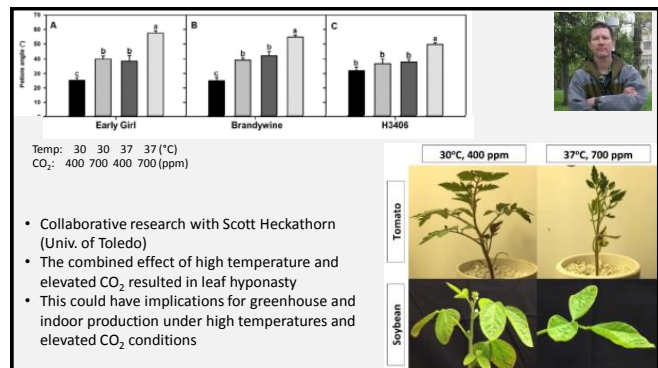 A
B
C
Petiole angle (°)
70
60
50
40
30
20
10
c
b
b
a
c
b
b
a
b
b
b
a
Early Girl
Brandywine
H3406
Temp: 30 30 37 37 (°C)
CO₂: 400 700 400 700 (ppm)
30°C, 400 ppm
37°C, 700 ppm
Tomato
Soybean
• Collaborative research with Scott Heckathorn
(Univ. of Toledo)
• The combined effect of high temperature and
elevated CO₂ resulted in leaf hyponasty
• This could have implications for greenhouse and
indoor production under high temperatures and
elevated CO₂ conditions